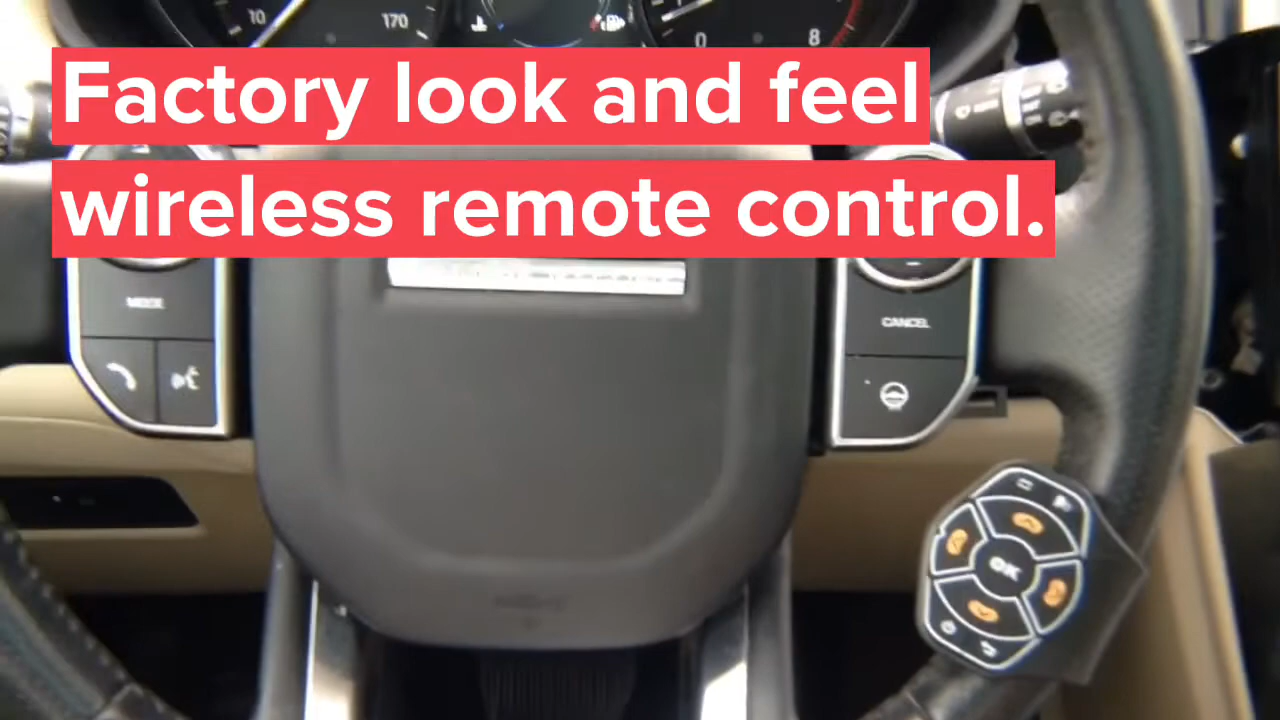 10
170
0
8
Factory look and feel
wireless remote control.
MODE
CANCEL
OK